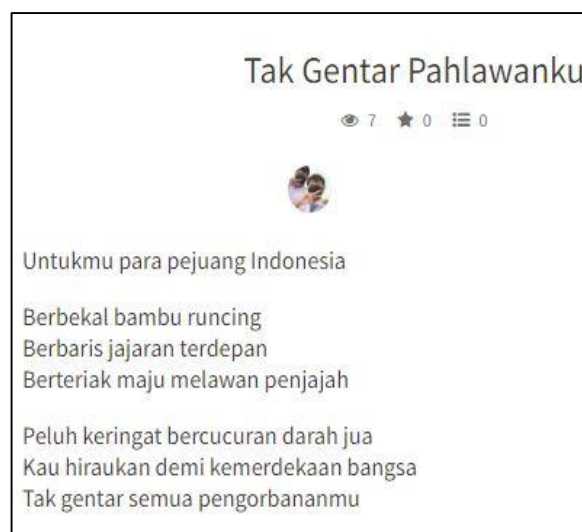 Tak Gentar Pahlawanku
7 0 0
Untukmu para pejuang Indonesia
Berbekal bambu runcing
Berbaris jajaran terdepan
Berteriak maju melawan penjajah
Peluh keringat bercucuran darah jua
Kau hiraukan demi kemerdekaan bangsa
Tak gentar semua pengorbananmu